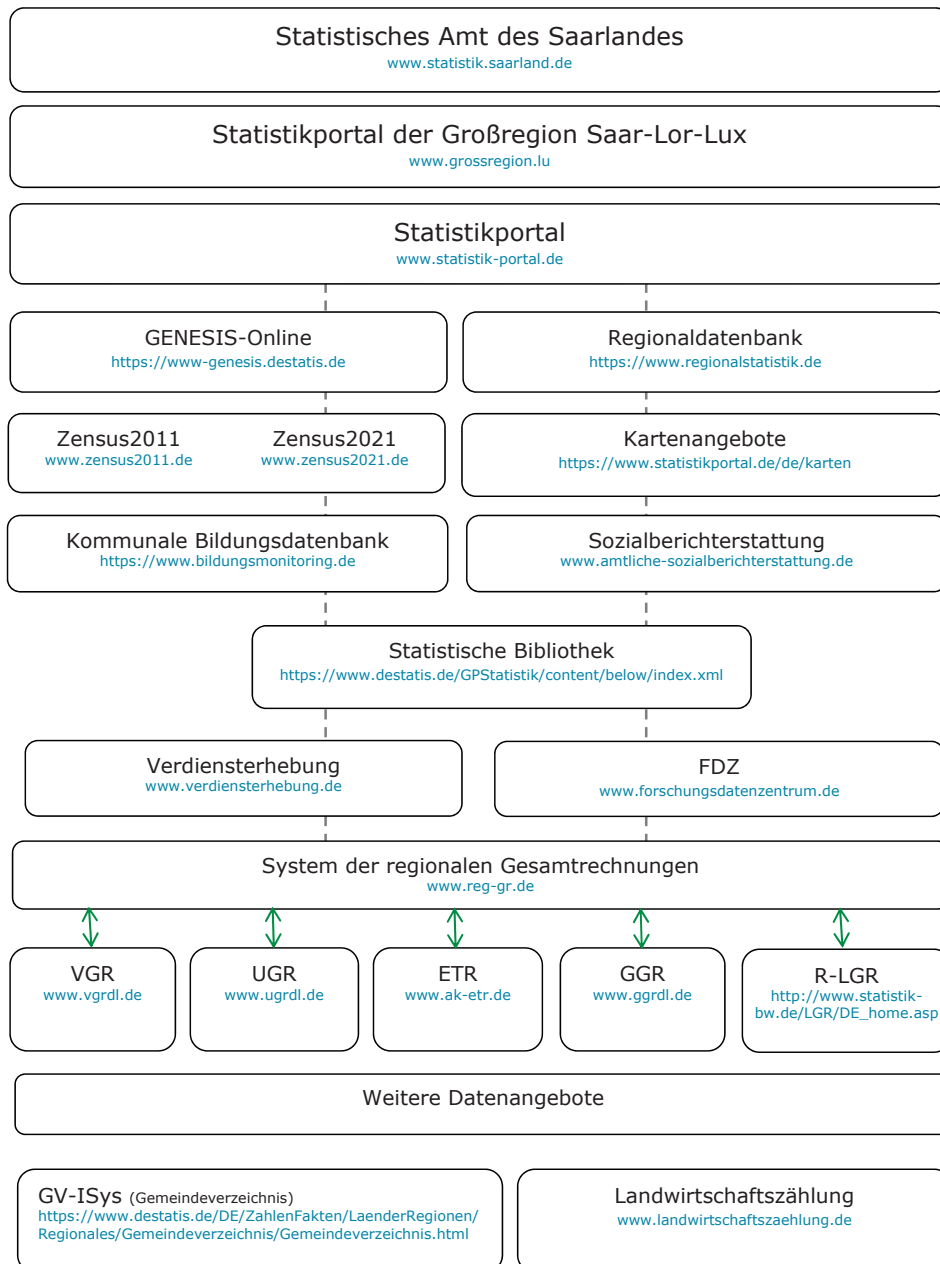 Statistisches Amt des Saarlandes
www.statistik.saarland.de
Statistikportal der Großregion Saar-Lor-Lux
www.grossregion.lu
Statistikportal
www.statistik-portal.de
GENESIS-Online
https://www-genesis.destatis.de
Regionaldatenbank
https://www.regionalstatistik.de
Zensus2011
www.zensus2011.de
Zensus2021
www.zensus2021.de
Kartenangebote
https://www.statistikportal.de/de/karten
Kommunale Bildungsdatenbank
https://www.bildungsmonitoring.de
Sozialberichterstattung
www.amtliche-sozialberichterstattung.de
Statistische Bibliothek
https://www.destatis.de/GPStatistik/content/below/index.xml
Verdiensterhebung
www.verdiensterhebung.de
FDZ
www.forschungsdatenzentrum.de
System der regionalen Gesamtrechnungen
www.reg-gr.de
VGR
www.vgrdl.de
UGR
www.ugrdl.de
ETR
www.ak-etr.de
GGR
www.ggrdl.de
R-LGR
http://www.statistik-
bw.de/LGR/DE_home.asp
Weitere Datenangebote
GV-ISys (Gemeindeverzeichnis)
https://www.destatis.de/DE/ZahlenFakten/LaenderRegionen/
Regionales/Gemeindeverzeichnis/Gemeindeverzeichnis.html
Landwirtschaftszählung
www.landwirtschaftszaehlung.de